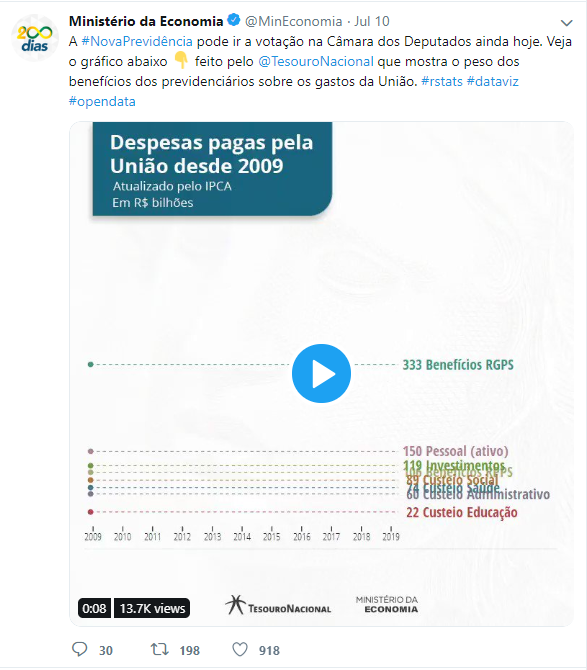 200
dias
Ministério da Economia @MinEconomia · Jul 10
A #NovaPrevidência pode ir a votação na Câmara dos Deputados ainda hoje. Veja
o gráfico abaixo 👇 feito pelo @TesouroNacional que mostra o peso dos
benefícios dos previdenciários sobre os gastos da União. #rstats #dataviz
#opendata
Despesas pagas pela
União desde 2009
Atualizado pelo IPCA
Em R$ bilhões
333 Benefícios RGPS
150 Pessoal (ativo)
119 Investimentos
106 Benefícios RPPS
89 Custeio Social
74 Custeio Saúde
60 Custeio Administrativo
22 Custeio Educação
2009 2010 2011 2012 2013 2014 2015 2016 2017 2018 2019
0:08 13.7K views
TESOURONACIONAL
MINISTÉRIO DA
ECONOMIA
30 198 918